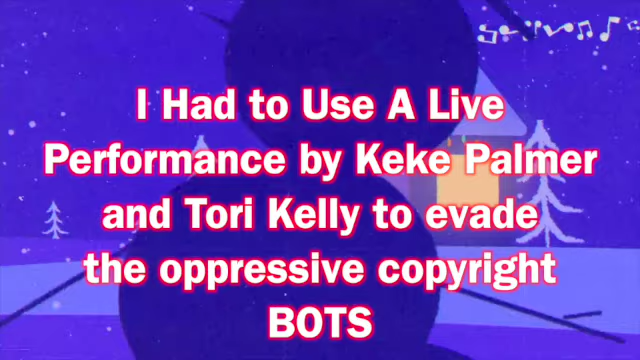 I Had to Use A Live
Performance by Keke Palmer
and Tori Kelly to evade
the oppressive copyright
BOTS